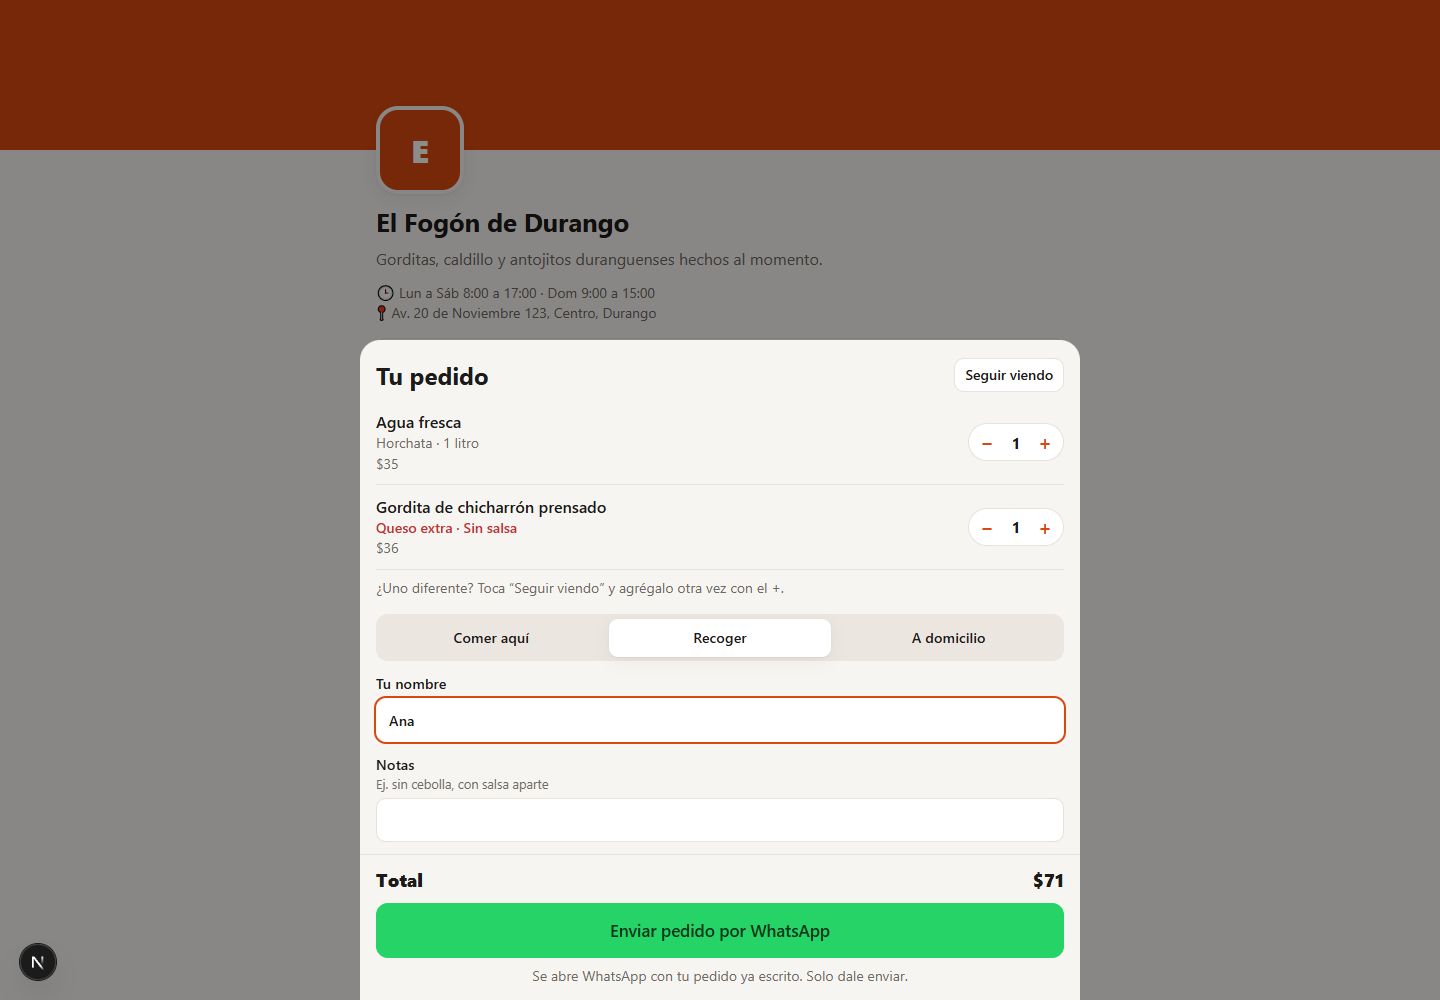 E
El Fogón de Durango
Gorditas, caldillo y antojitos duranguenses hechos al momento.
Lun a Sáb 8:00 a 17:00 · Dom 9:00 a 15:00
Av. 20 de Noviembre 123, Centro, Durango
Tu pedido
Seguir viendo
Agua fresca
Horchata · 1 litro
$35
− 1 +
Gordita de chicharrón prensado
Queso extra · Sin salsa
$36
− 1 +
¿Uno diferente? Toca “Seguir viendo” y agrégalo otra vez con el +.
Comer aquí Recoger A domicilio
Tu nombre
Ana
Notas
Ej. sin cebolla, con salsa aparte
Total $71
Enviar pedido por WhatsApp
Se abre WhatsApp con tu pedido ya escrito. Solo dale enviar.
N